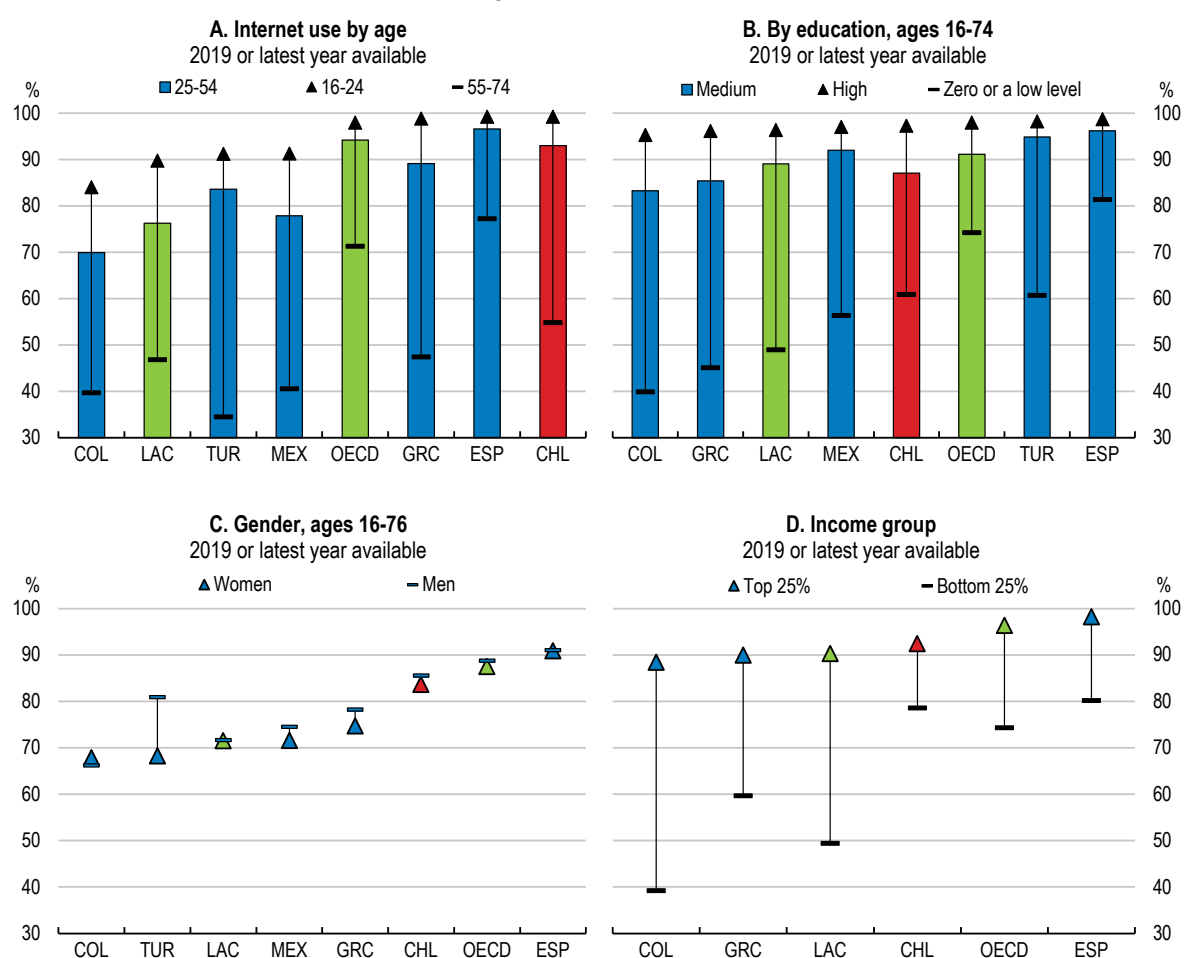 A. Internet use by age
2019 or latest year available
25-54 16-24 55-74
%
100
90
80
70
60
50
40
30
COL LAC TUR MEX OECD GRC ESP CHL
B. By education, ages 16-74
2019 or latest year available
Medium High Zero or a low level
%
100
90
80
70
60
50
40
30
COL GRC LAC MEX CHL OECD TUR ESP
C. Gender, ages 16-76
2019 or latest year available
Women Men
%
100
90
80
70
60
50
40
30
COL TUR LAC MEX GRC CHL OECD ESP
D. Income group
2019 or latest year available
Top 25% Bottom 25%
%
100
90
80
70
60
50
40
30
COL GRC LAC CHL OECD ESP